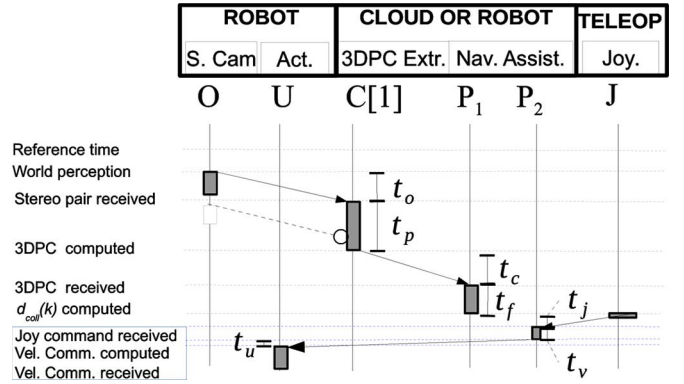 ROBOT CLOUD OR ROBOT TELEOP
S. Cam Act. 3DPC Extr. Nav. Assist. Joy.
O U C[1] P1 P2 J
Reference time
World perception
Stereo pair received
3DPC computed
3DPC received
dcoll(k) computed
Joy command received
Vel. Comm. computed
Vel. Comm. received
to
tp
tc
tf
tj
tu
tv